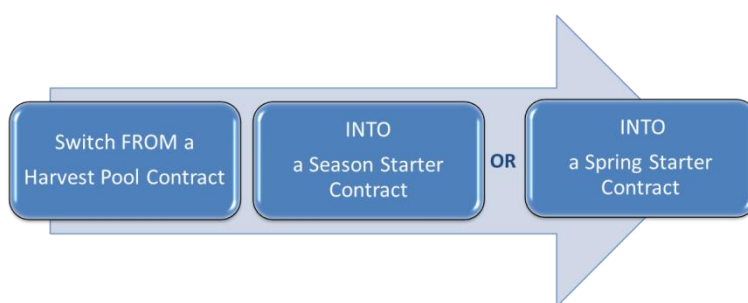 Switch FROM a
Harvest Pool Contract
INTO
a Season Starter
Contract
OR
INTO
a Spring Starter
Contract